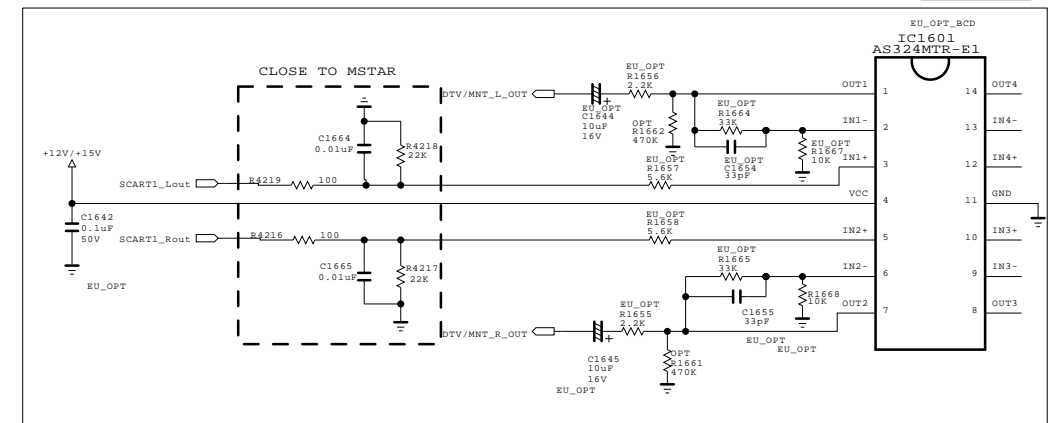 EU_OPT_BCD
IC1601
AS324MTR-E1
CLOSE TO MSTAR
DTV/MNT_L_OUT
EU_OPT
C1644
10uF
16V
+
EU_OPT
R1656
2.2K
OPT
R1662
470K
EU_OPT
R1664
33K
EU_OPT
C1654
33pF
EU_OPT
R1667
10K
EU_OPT
R1657
5.6K
C1664
0.01uF
R4218
22K
+12V/+15V
SCART1_Lout
R4219
100
C1642
0.1uF
50V
EU_OPT
SCART1_Rout
R4216
100
C1665
0.01uF
R4217
22K
EU_OPT
R1658
5.6K
EU_OPT
R1665
33K
C1655
33pF
EU_OPT
R1668
10K
EU_OPT
DTV/MNT_R_OUT
EU_OPT
R1655
2.2K
+
C1645
10uF
16V
EU_OPT
OPT
R1661
470K
OUT1
1
14
OUT4
IN1-
2
13
IN4-
IN1+
3
12
IN4+
VCC
4
11
GND
IN2+
5
10
IN3+
IN2-
6
9
IN3-
OUT2
7
8
OUT3